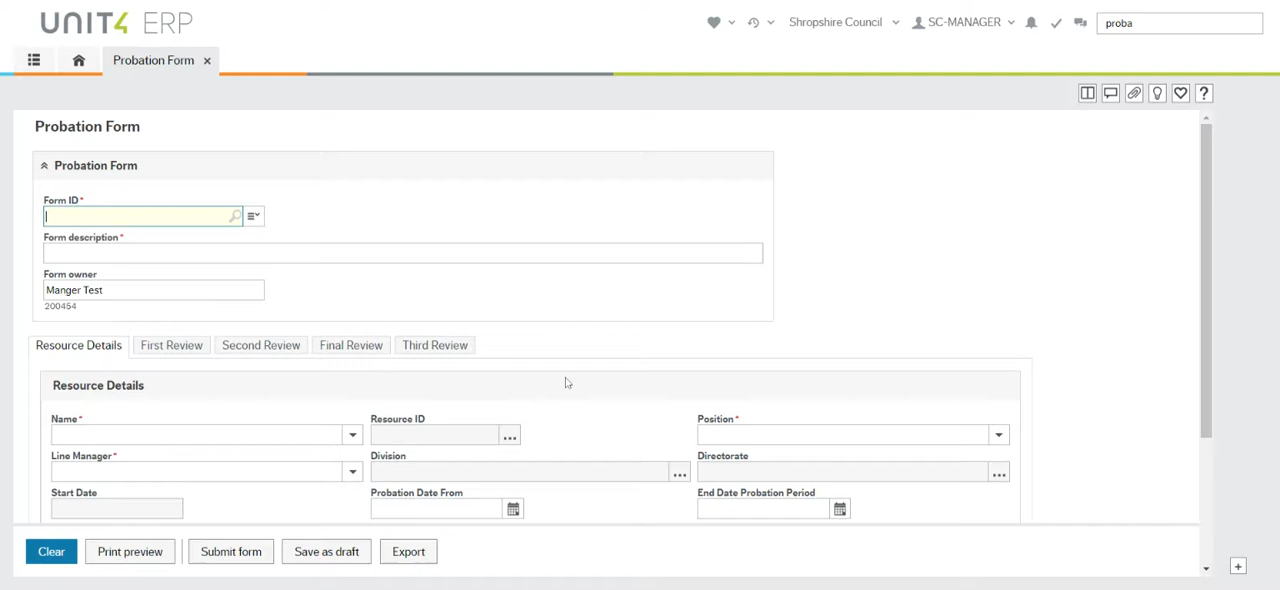 UNIT4 ERP
Shropshire Council
SC-MANAGER
proba
Probation Form
Probation Form
Probation Form
Form ID*
Form description*
Form owner
Manger Test
200454
Resource Details
First Review
Second Review
Final Review
Third Review
Resource Details
Name*
Resource ID
Position*
Line Manager*
Division
Directorate
Start Date
Probation Date From
End Date Probation Period
Clear
Print preview
Submit form
Save as draft
Export